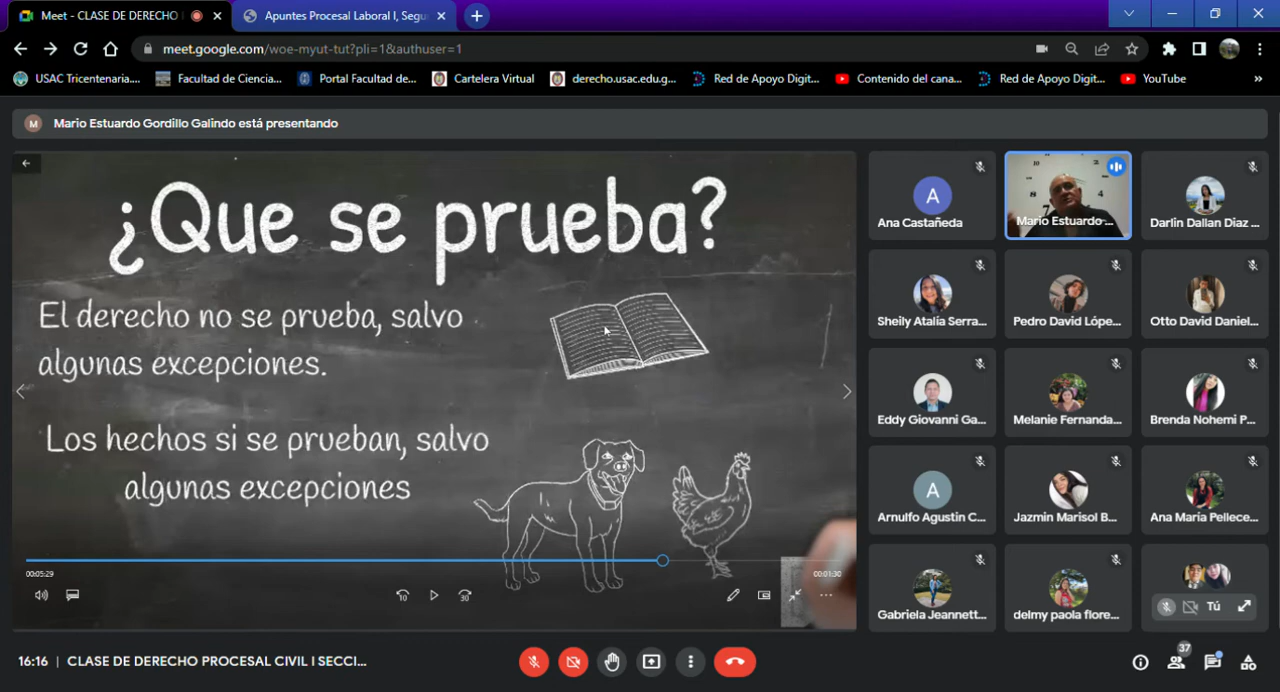 Meet - CLASE DE DERECHO
Apuntes Procesal Laboral I, Segu
meet.google.com/woe-myut-tut?pli=1&authuser=1
USAC Tricentenaria....
Facultad de Ciencia...
Portal Facultad de...
Cartelera Virtual
derecho.usac.edu.g...
Red de Apoyo Digit...
Contenido del cana...
Red de Apoyo Digit...
YouTube
M
Mario Estuardo Gordillo Galindo está presentando
¿Que se prueba?
El derecho no se prueba, salvo
algunas excepciones.
Los hechos si se prueban, salvo
algunas excepciones
00:05:29
00:01:30
10
30
A
Ana Castañeda
Mario Estuardo ...
Darlin Dallan Diaz ...
Sheily Atalía Serra...
Pedro David Lópe...
Otto David Daniel...
Eddy Giovanni Ga...
Melanie Fernanda...
Brenda Nohemi P...
A
Arnulfo Agustin C...
Jazmin Marisol B...
Ana María Pellece...
Gabriela Jeannett...
delmy paola flore...
Tú
16:16 | CLASE DE DERECHO PROCESAL CIVIL I SECCI...
37